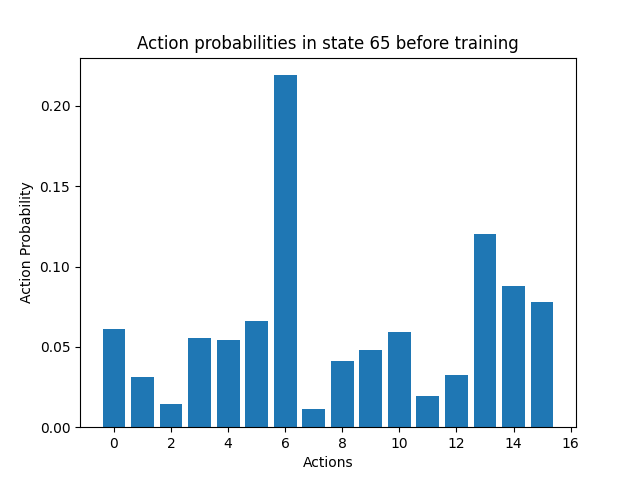 Action probabilities in state 65 before training
Action Probability
0.20
0.15
0.10
0.05
0.00
0 2 4 6 8 10 12 14 16
Actions